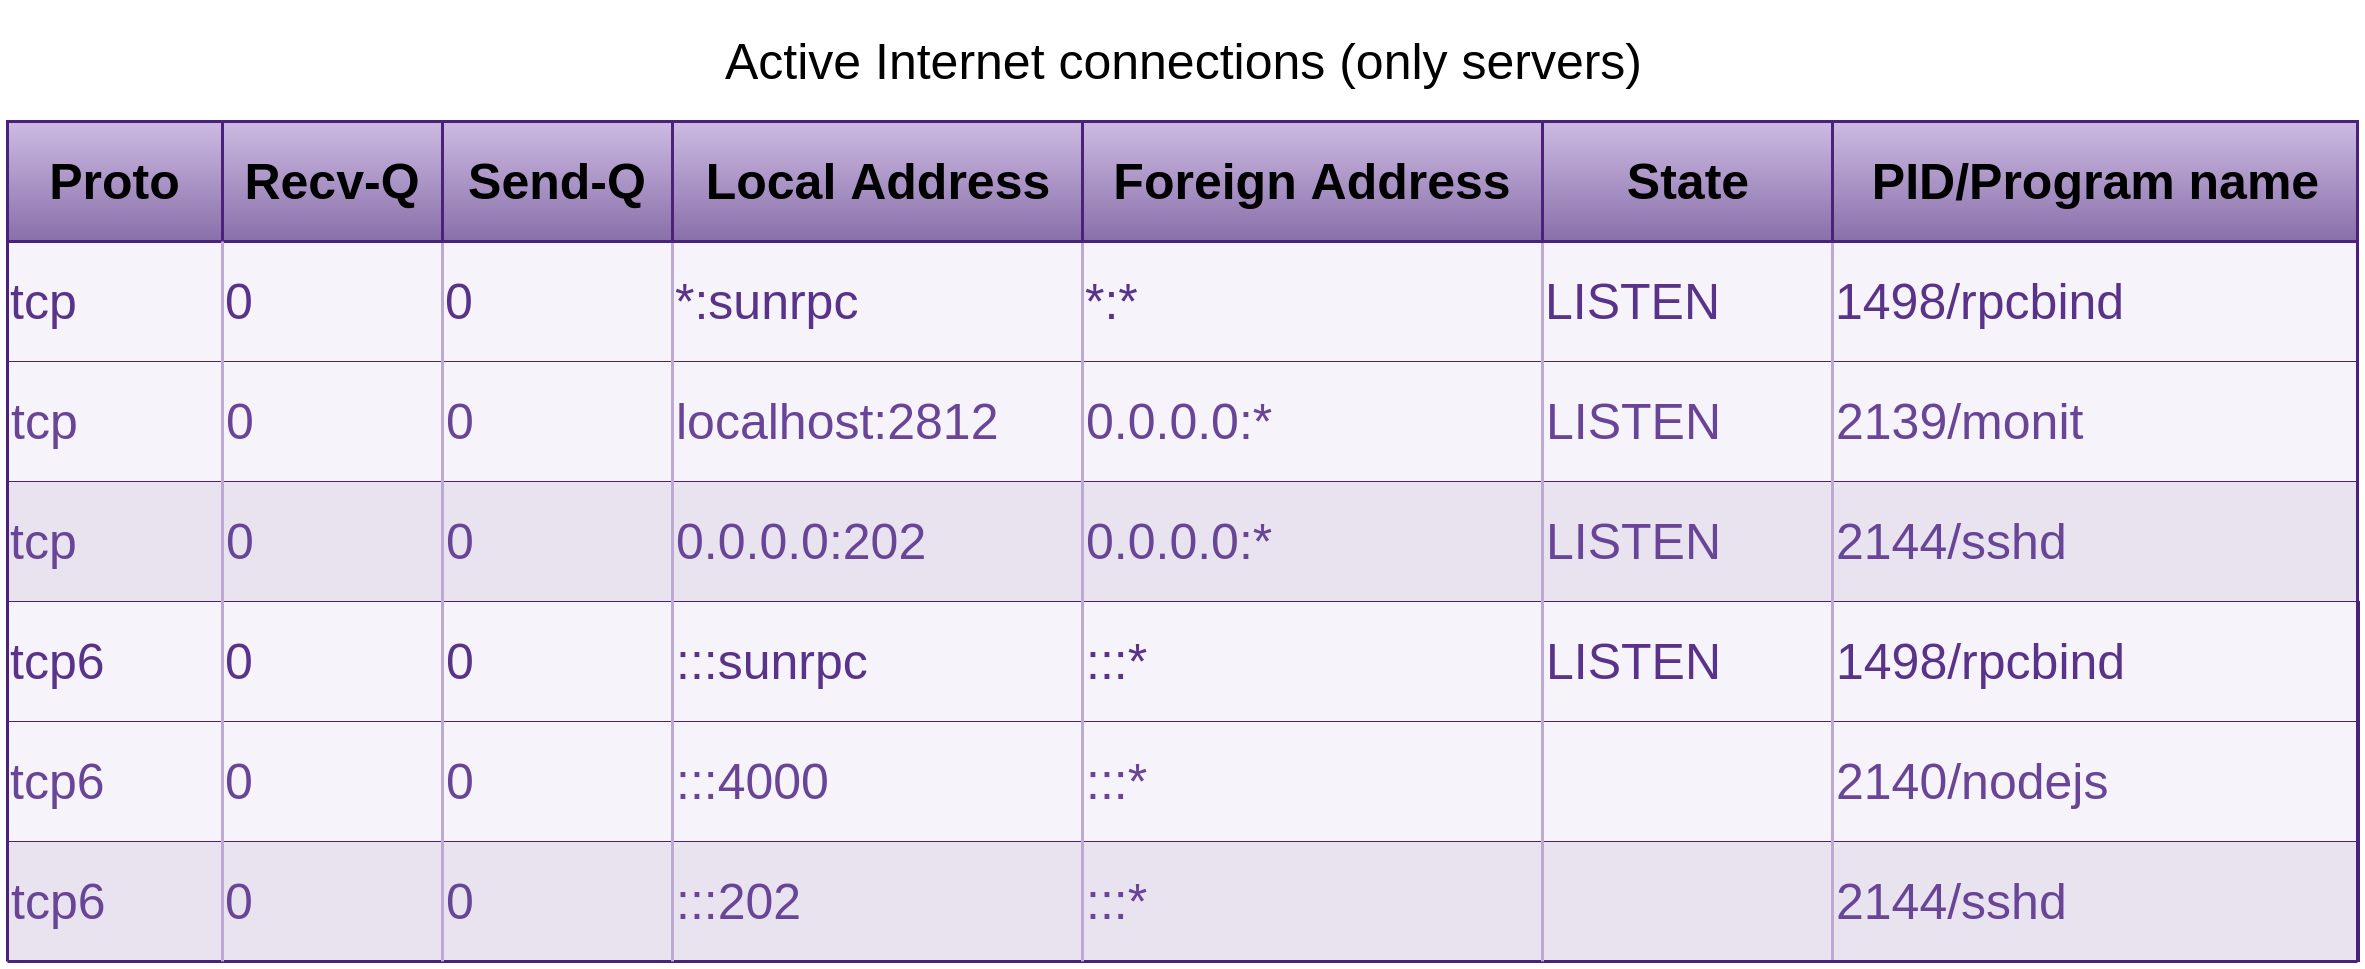 Active Internet connections (only servers)
Proto Recv-Q Send-Q Local Address Foreign Address State PID/Program name
tcp 0 0 *:sunrpc *:* LISTEN 1498/rpcbind
tcp 0 0 localhost:2812 0.0.0.0:* LISTEN 2139/monit
tcp 0 0 0.0.0.0:202 0.0.0.0:* LISTEN 2144/sshd
tcp6 0 0 :::sunrpc :::* LISTEN 1498/rpcbind
tcp6 0 0 :::4000 :::* 2140/nodejs
tcp6 0 0 :::202 :::* 2144/sshd